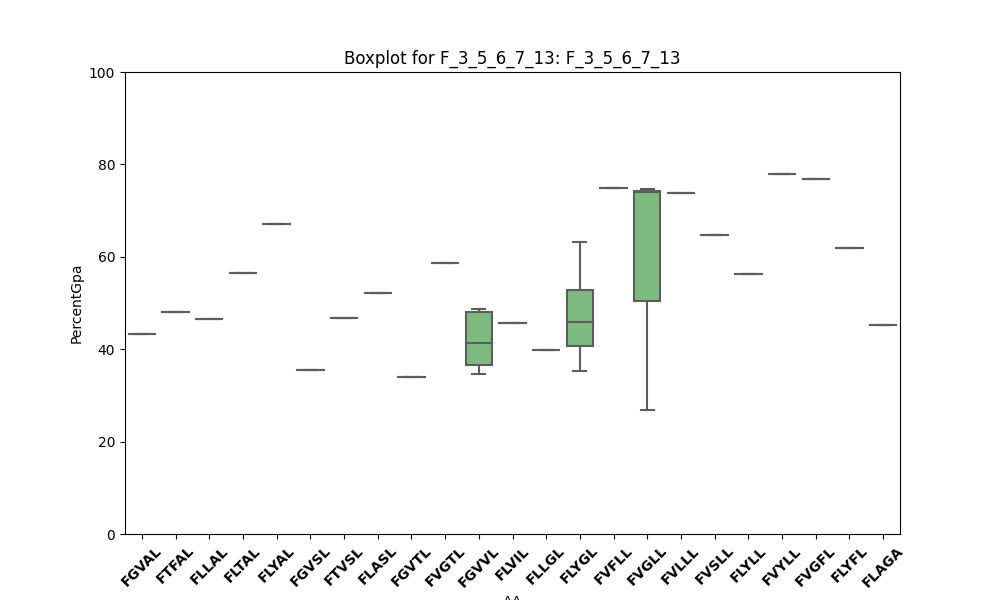 Boxplot for F_3_5_6_7_13: F_3_5_6_7_13
100
80
60
40
20
0
PercentGpa
FGVAL FTFAL FLLAL FLTAL FLYAL FGVSL FTVSL FLASL FGVTL FVGTL FGVVL FLVIL FLLGL FLYGL FVFLL FVGLL FVLLL FVSLL FLYLL FVYLL FVGFL FLYFL FLAGA
AA